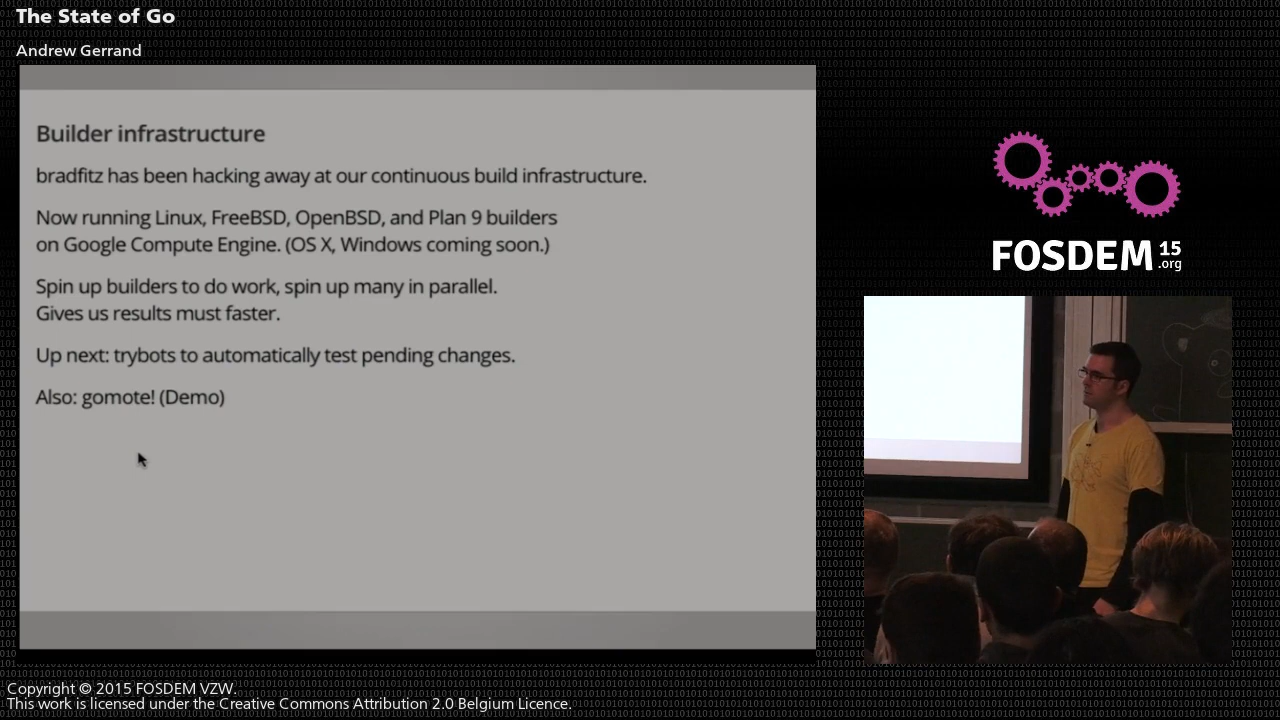 The State of Go
Andrew Gerrand
Builder infrastructure
bradfitz has been hacking away at our continuous build infrastructure.
Now running Linux, FreeBSD, OpenBSD, and Plan 9 builders
on Google Compute Engine. (OS X, Windows coming soon.)
Spin up builders to do work, spin up many in parallel.
Gives us results must faster.
Up next: trybots to automatically test pending changes.
Also: gomote! (Demo)
FOSDEM 15
.org
Copyright © 2015 FOSDEM VZW.
This work is licensed under the Creative Commons Attribution 2.0 Belgium Licence.